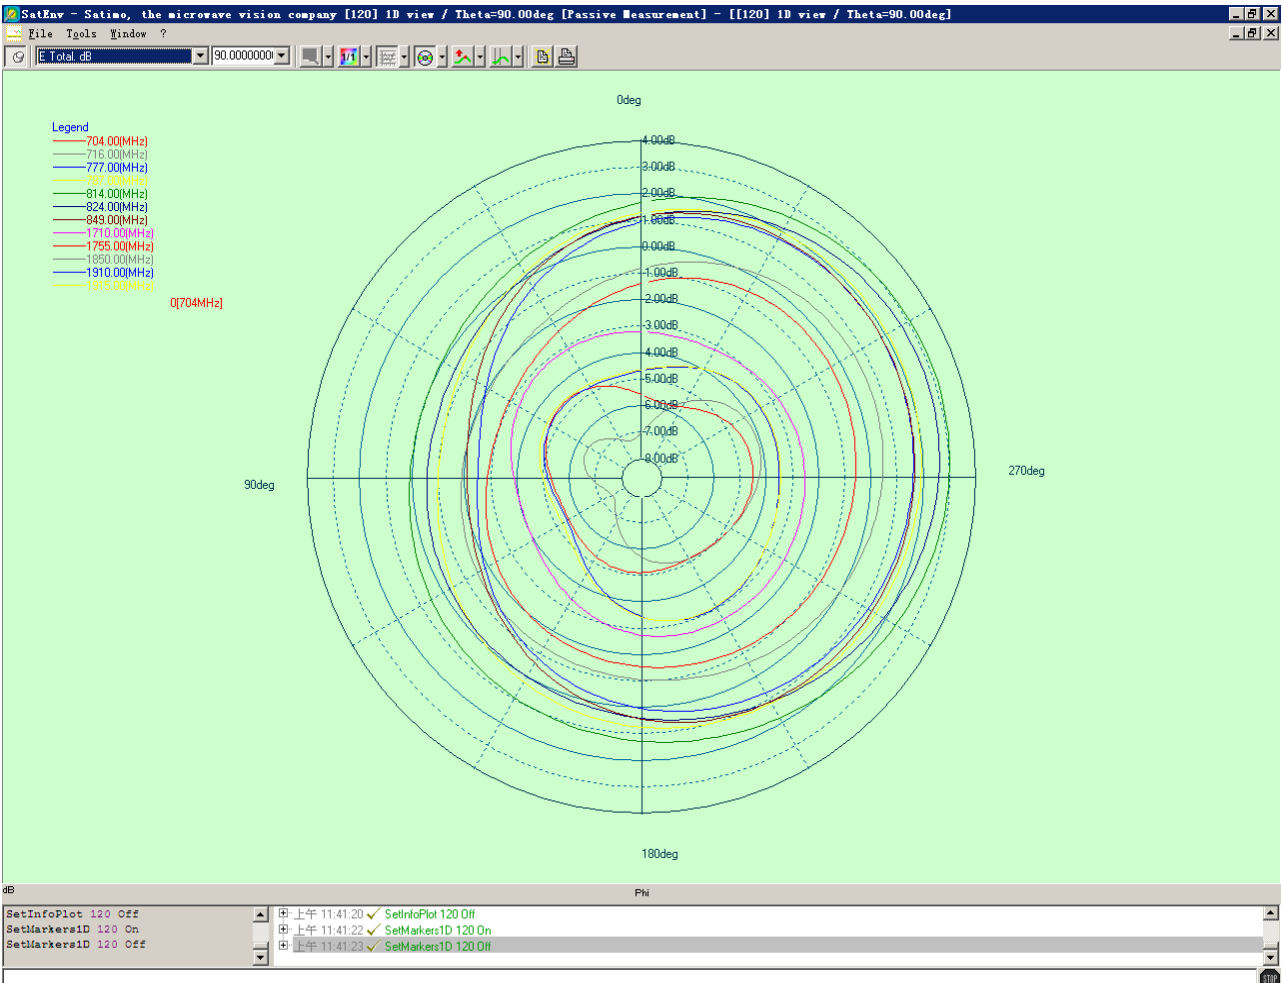 SatEnv - Satimo, the microwave vision company [120] 1D view / Theta=90.00deg [Passive Measurement] - [[120] 1D view / Theta=90.00deg]
File Tools Window ?
E Total. dB 90.0000000 1/1
0deg
Legend
704.00(MHz)
716.00(MHz)
777.00(MHz)
787.00(MHz)
814.00(MHz)
824.00(MHz)
849.00(MHz)
1710.00(MHz)
1755.00(MHz)
1850.00(MHz)
1910.00(MHz)
0[704MHz]
4.00dB
3.00dB
2.00dB
1.00dB
0.00dB
-1.00dB
-2.00dB
-3.00dB
-4.00dB
-5.00dB
-6.00dB
-7.00dB
-8.00dB
90deg
270deg
180deg
dB
Phi
SetInfoPlot 120 Off
SetMarkers1D 120 On
SetMarkers1D 120 Off
上午 11:41:20 SetInfoPlot 120 Off
上午 11:41:22 SetMarkers1D 120 On
上午 11:41:23 SetMarkers1D 120 Off
STOP